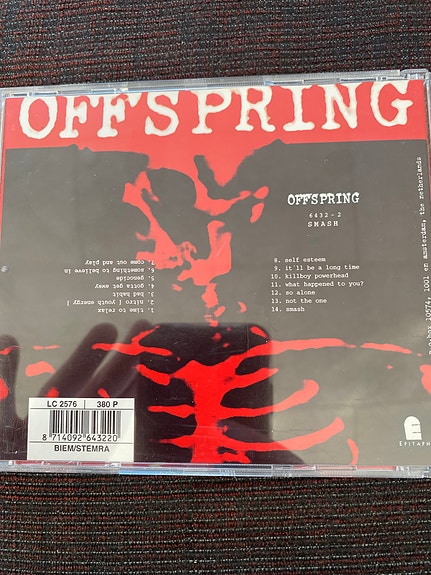 OFFSPRING
OFFSPRING
6432-2
SMASH
1. time to relax
2. nitro [ youth energy ]
3. bad habit
4. gotta get away
5. genocide
6. something to believe in
7. come out and play
8. self esteem
9. it'll be a long time
10. killboy powerhead
11. what happened to you?
12. so alone
13. not the one
14. smash
box 10574, 1001 en amsterdam, the netherlands
LC 2576 | 380 P
8 714092 643220
BIEM/STEMRA
EPITAPH